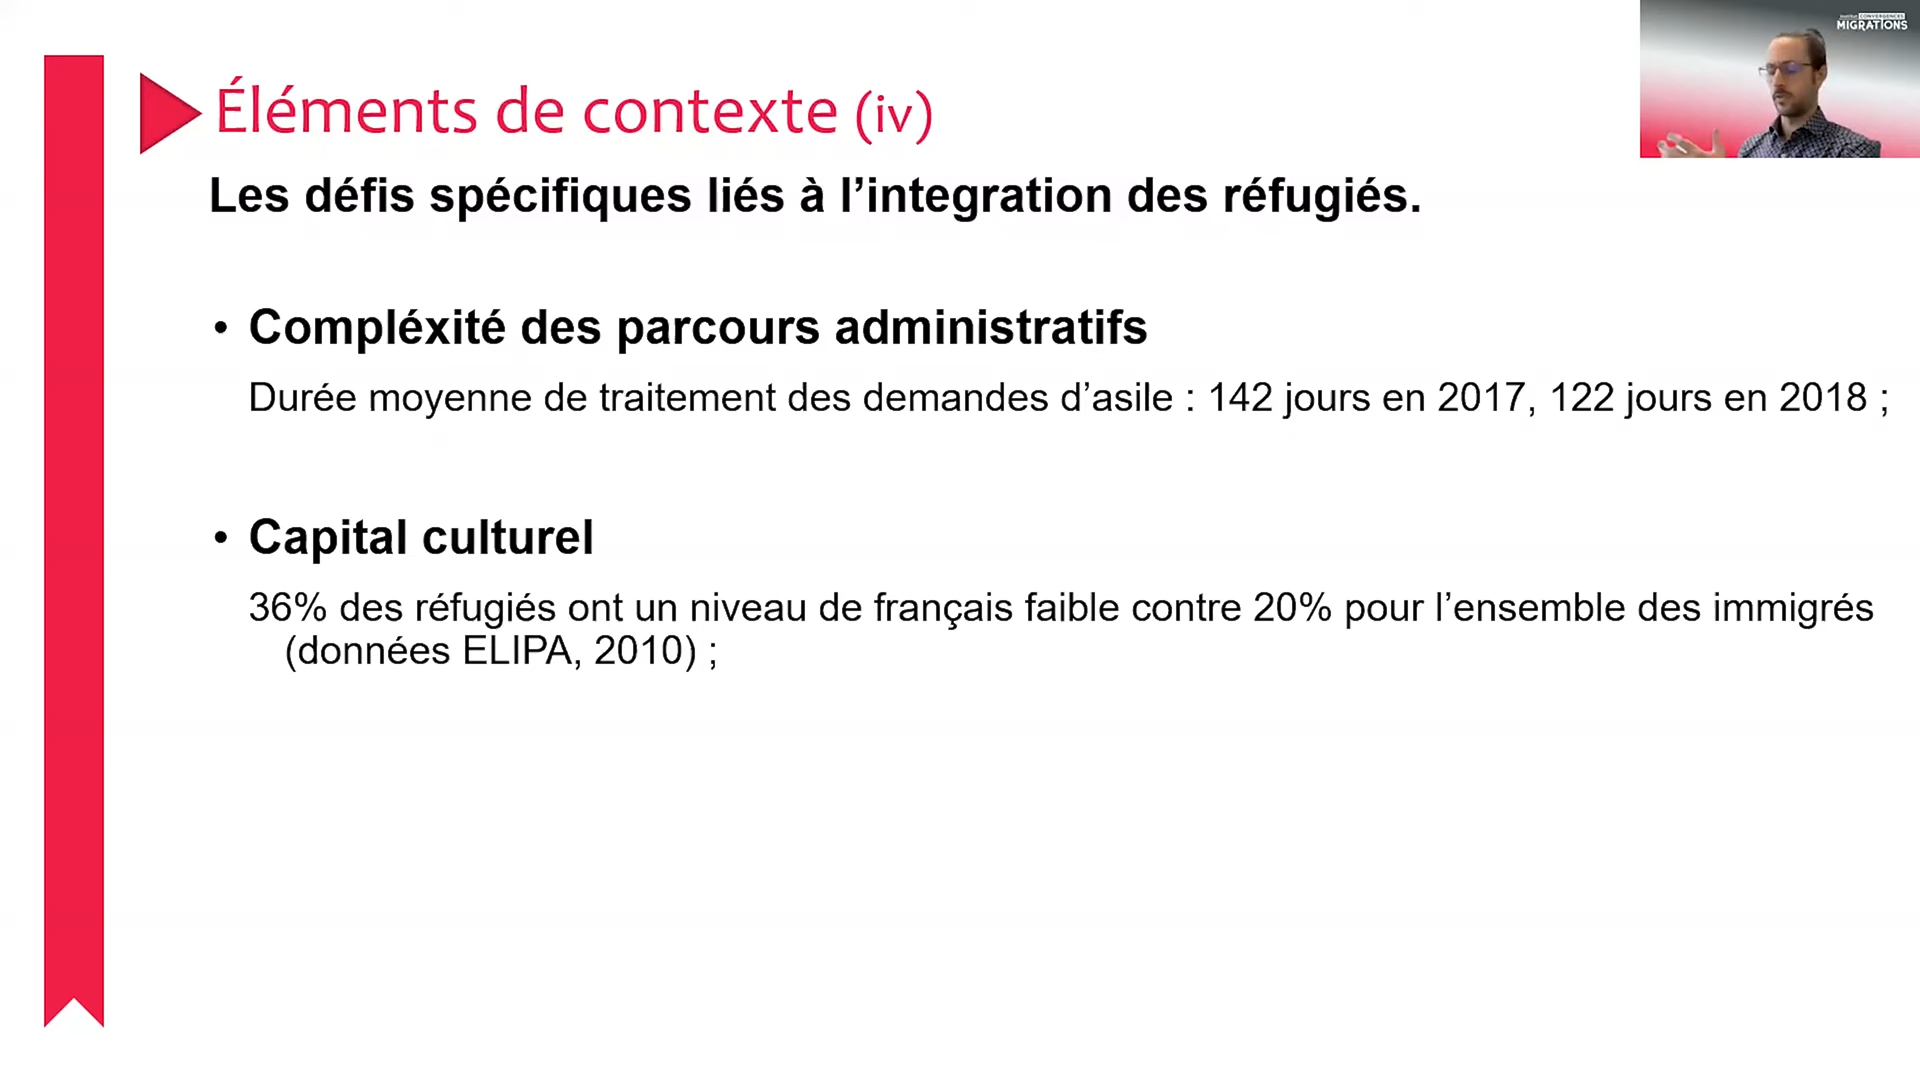 CONVERGENCES
MIGRATIONS
Éléments de contexte (iv)
Les défis spécifiques liés à l’integration des réfugiés.
• Compléxité des parcours administratifs
Durée moyenne de traitement des demandes d’asile : 142 jours en 2017, 122 jours en 2018 ;
• Capital culturel
36% des réfugiés ont un niveau de français faible contre 20% pour l’ensemble des immigrés
(données ELIPA, 2010) ;